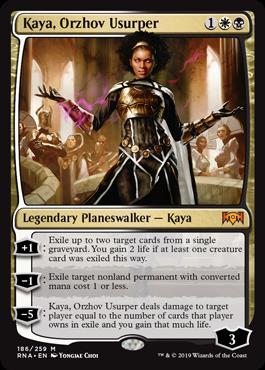 Kaya, Orzhov Usurper 1
Legendary Planeswalker — Kaya
+1 : Exile up to two target cards from a single
graveyard. You gain 2 life if at least one creature
card was exiled this way.
−1 : Exile target nonland permanent with converted
mana cost 1 or less.
−5 : Kaya, Orzhov Usurper deals damage to target
player equal to the number of cards that player
owns in exile and you gain that much life.
3
186/259 M
RNA • EN YONGJAE CHOI ™ & © 2019 Wizards of the Coast